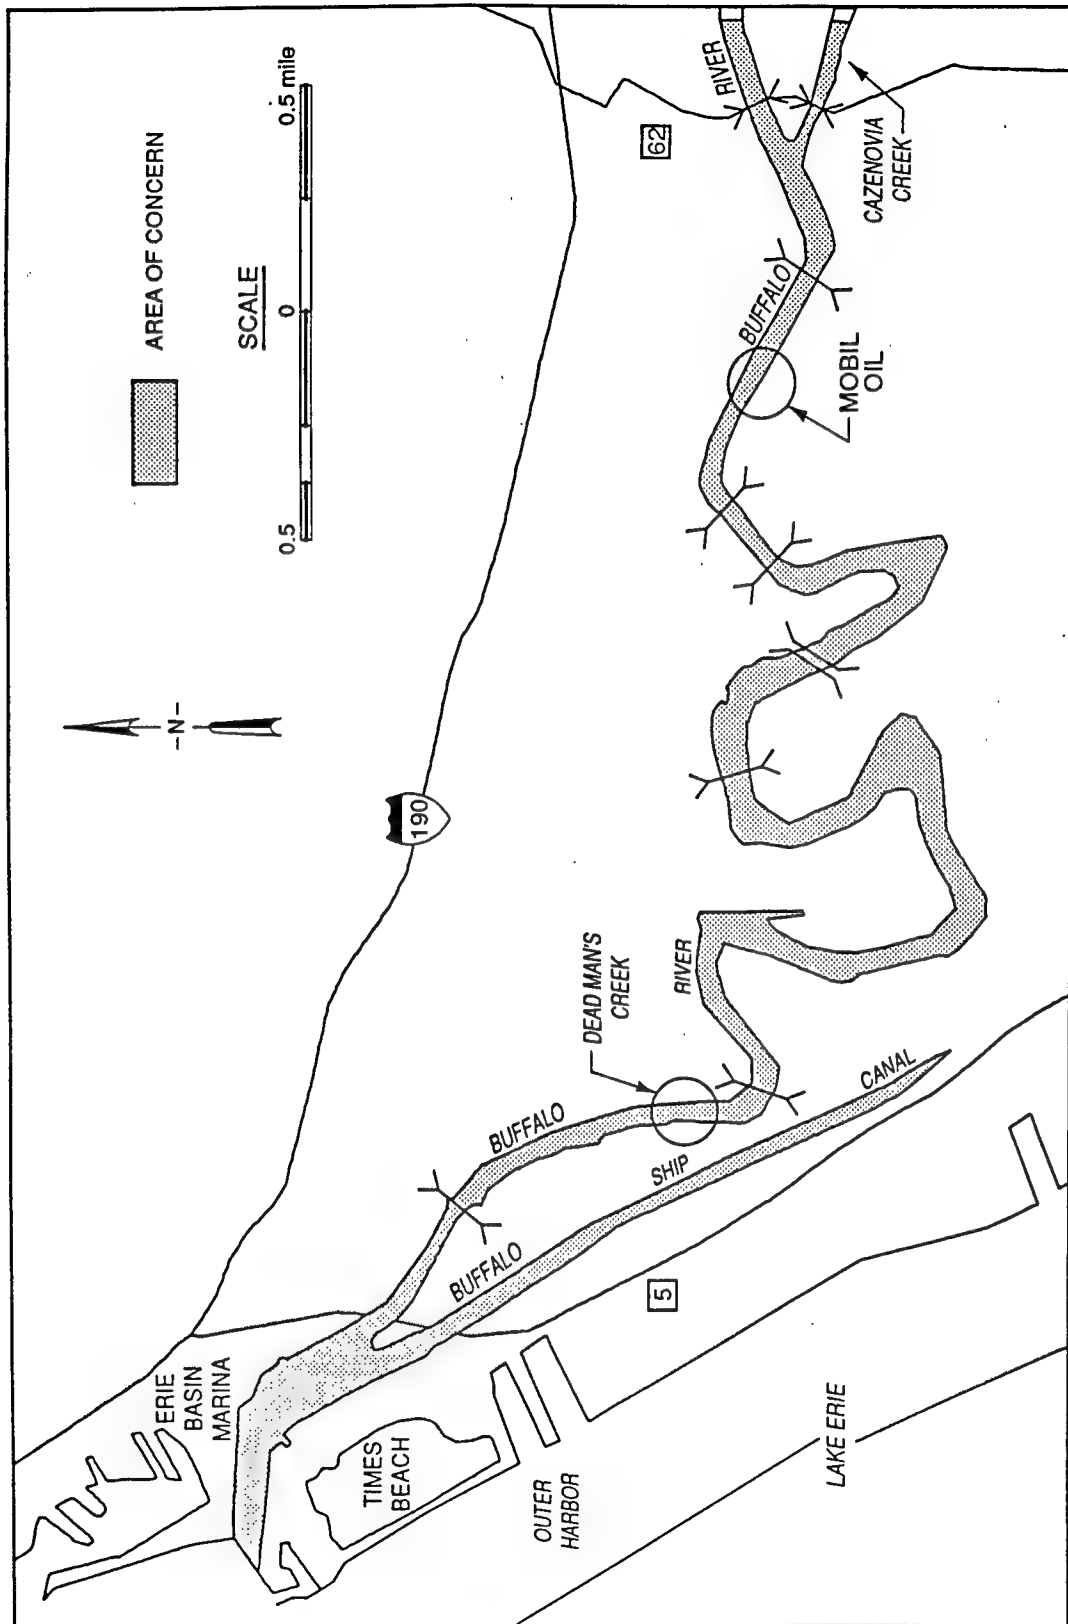 AREA OF CONCERN
SCALE
0.5
0
0.5 mile
-N-
190
62
5
ERIE
BASIN
MARINA
TIMES
BEACH
OUTER
HARBOR
LAKE ERIE
BUFFALO
SHIP
CANAL
BUFFALO
RIVER
DEAD MAN'S
CREEK
MOBIL
OIL
BUFFALO
RIVER
CAZENOVIA
CREEK